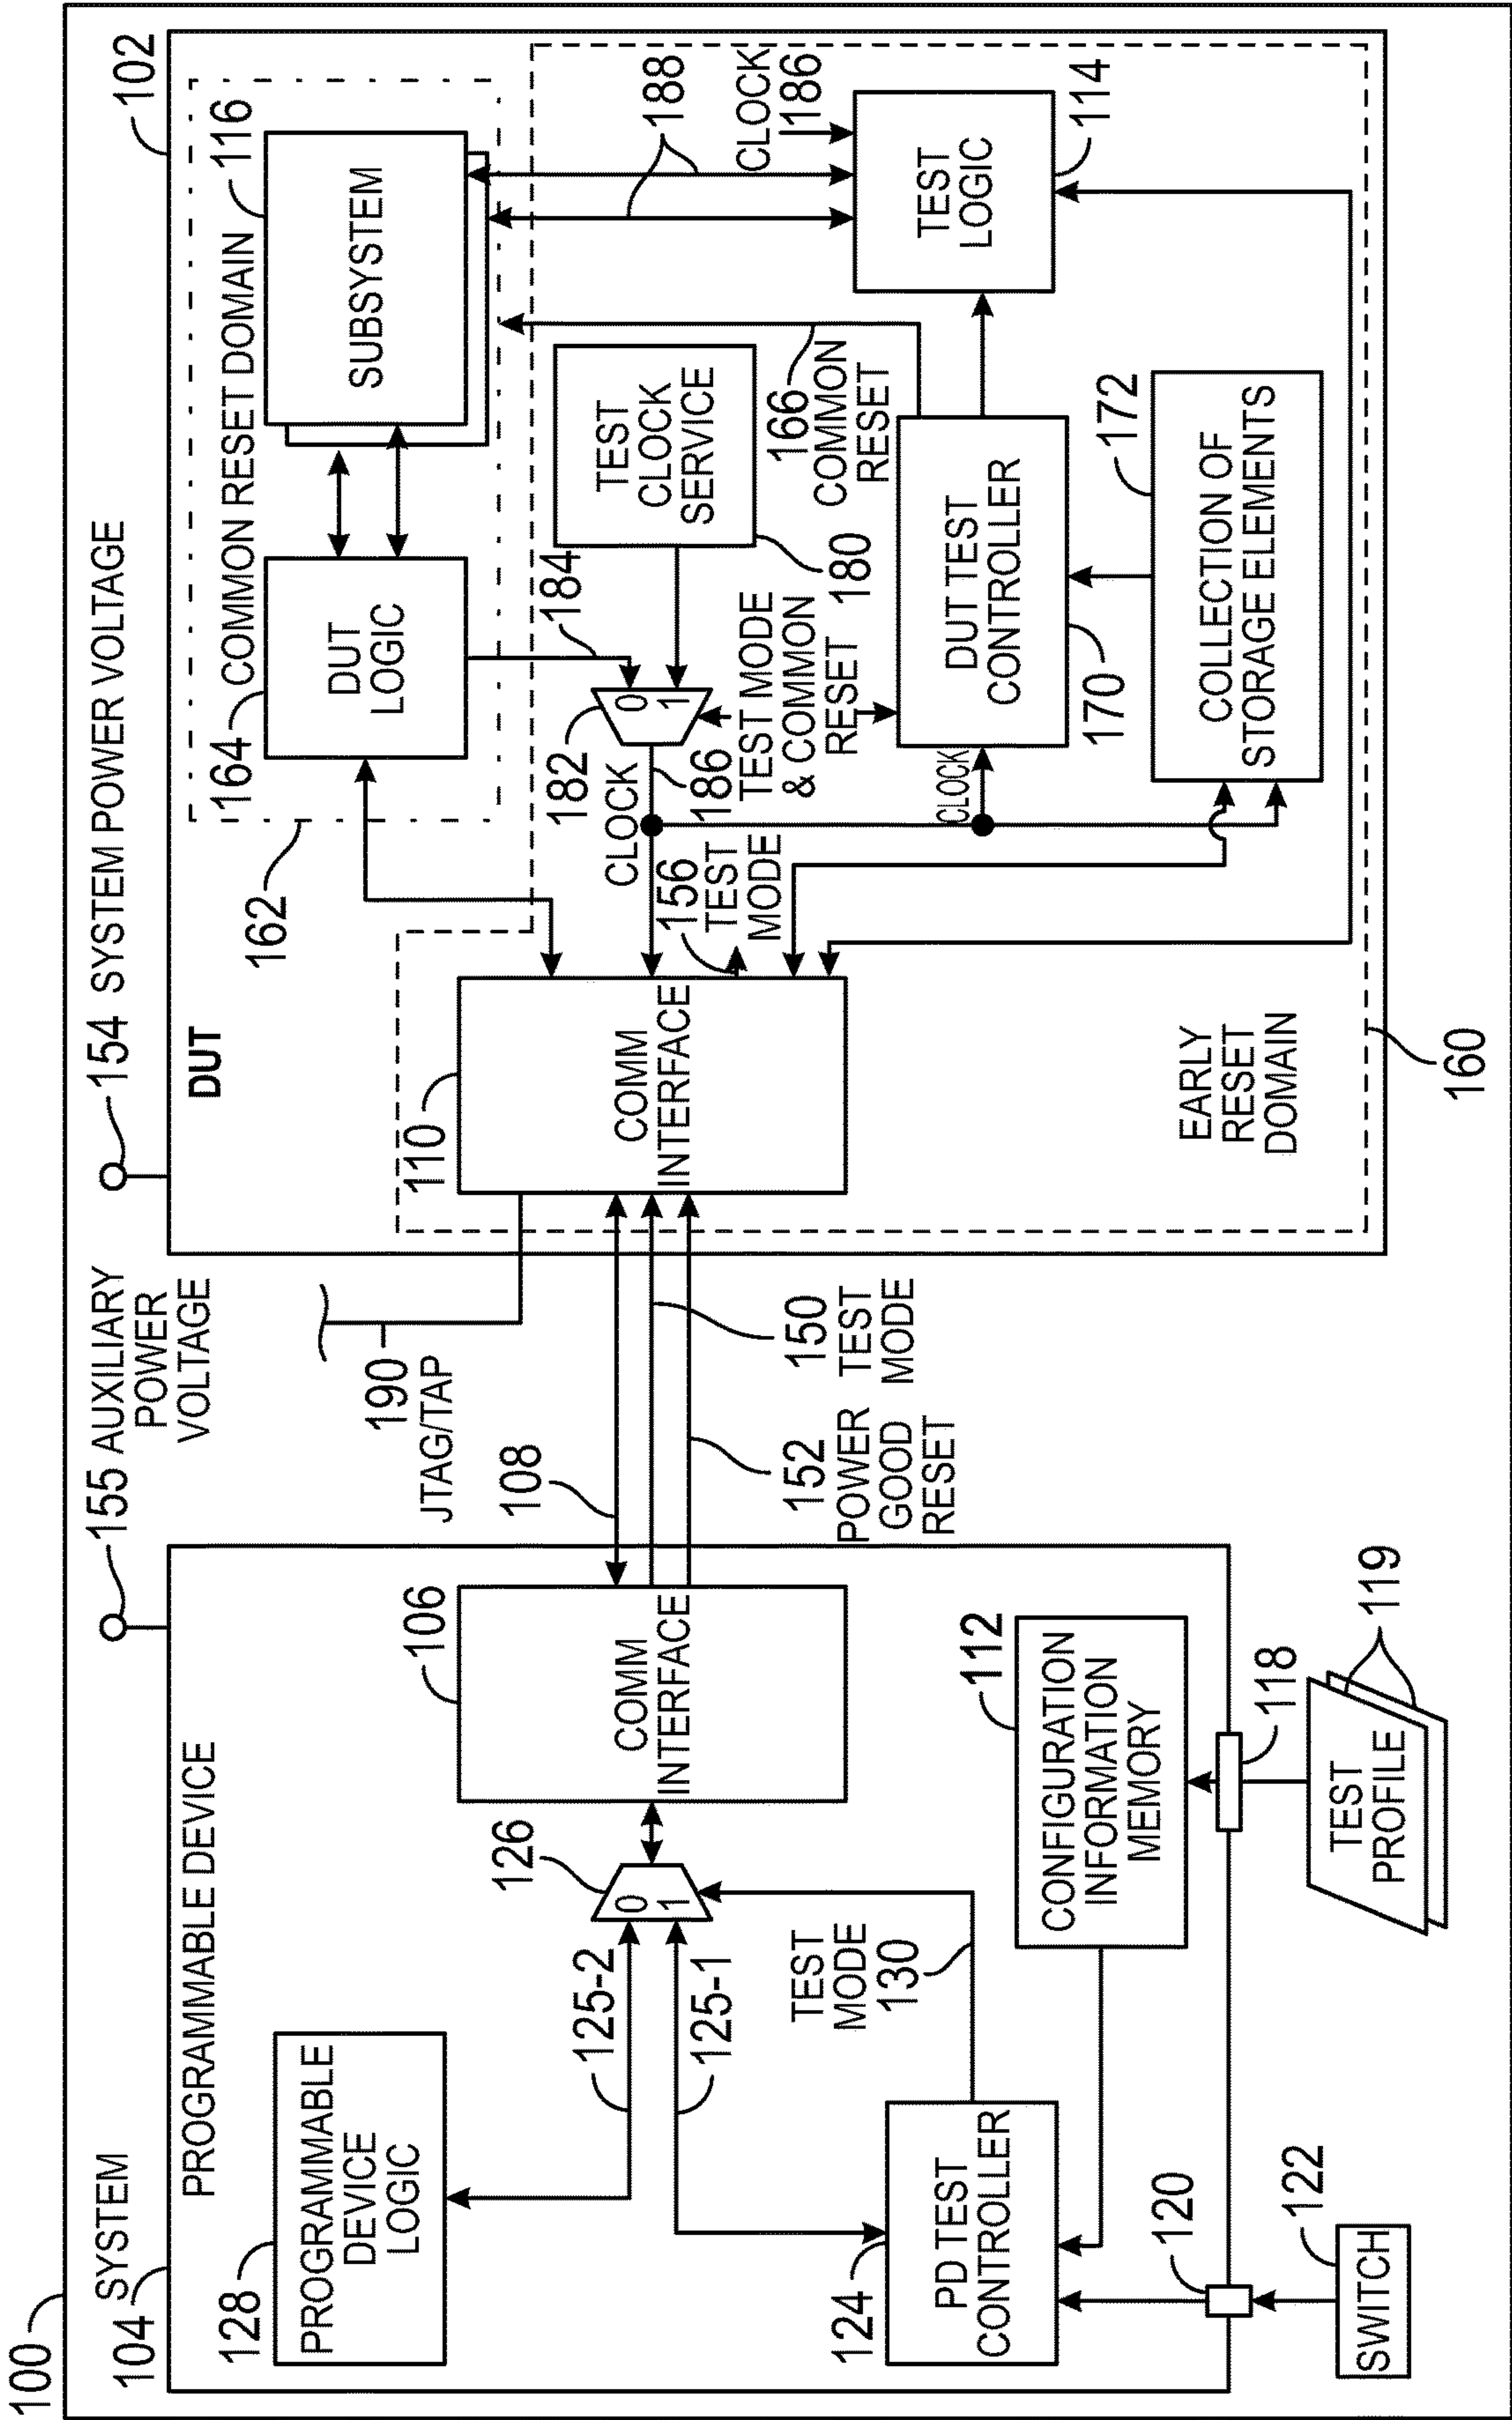 100
SYSTEM
155
AUXILIARY
POWER
VOLTAGE
154
SYSTEM POWER VOLTAGE
102
104
PROGRAMMABLE DEVICE
128
PROGRAMMABLE
DEVICE
LOGIC
125-2
125-1
126
0
1
106
COMM
INTERFACE
TEST
MODE
130
124
PD TEST
CONTROLLER
112
CONFIGURATION
INFORMATION
MEMORY
120
122
SWITCH
118
TEST
PROFILE
119
190
JTAG/TAP
108
150
TEST
MODE
152
POWER
GOOD
RESET
DUT
110
COMM
INTERFACE
162
164
COMMON RESET DOMAIN
116
DUT
LOGIC
SUBSYSTEM
184
182
0
1
CLOCK
186
156
TEST
MODE
TEST
CLOCK
SERVICE
180
TEST MODE
& COMMON
RESET
166
COMMON
RESET
188
CLOCK
186
TEST
LOGIC
114
CLOCK
DUT TEST
CONTROLLER
170
172
COLLECTION OF
STORAGE ELEMENTS
EARLY
RESET
DOMAIN
160